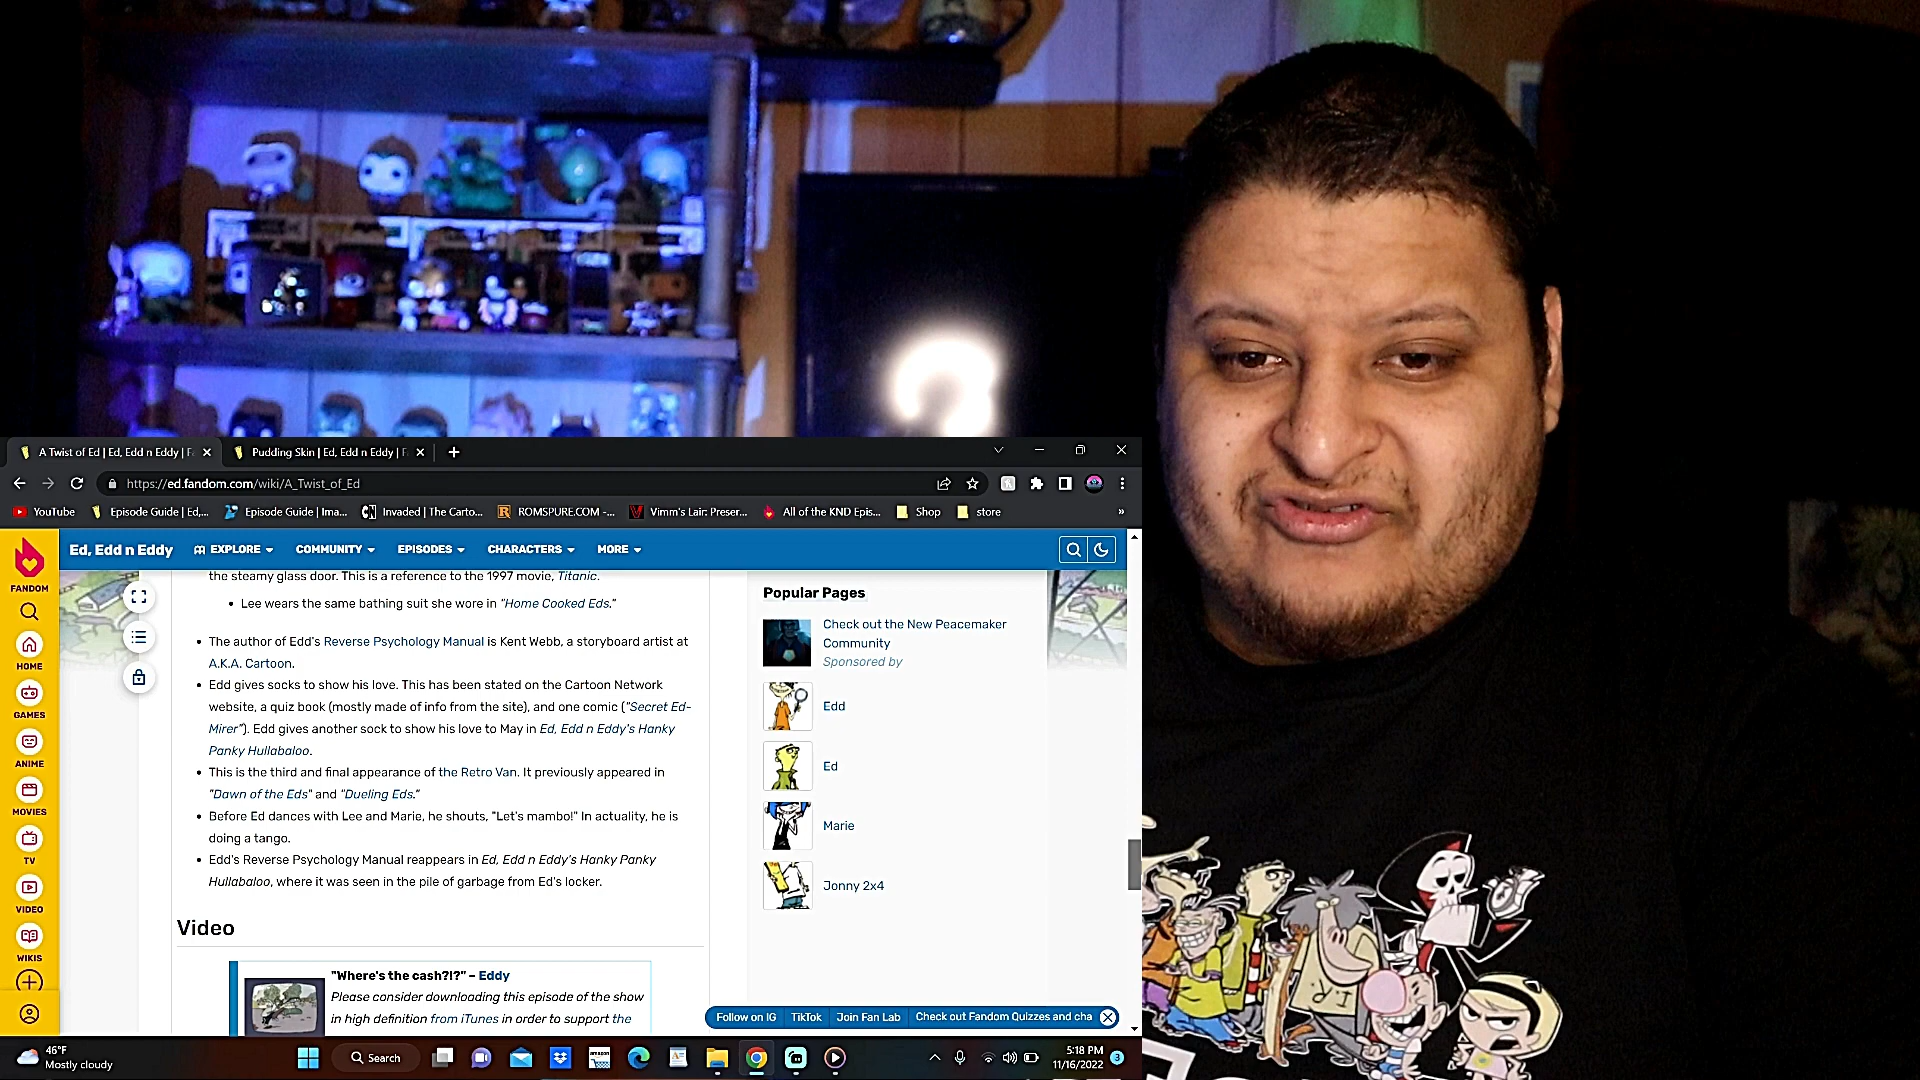 A Twist of Ed | Ed, Edd n Eddy | F
Pudding Skin | Ed, Edd n Eddy | F
https://ed.fandom.com/wiki/A_Twist_of_Ed
YouTube
Episode Guide | Ed,...
Episode Guide | Ima...
Invaded | The Carto...
ROMSPURE.COM -...
Vimm's Lair: Preser...
All of the KND Epis...
Shop
store
»
FANDOM
HOME
GAMES
ANIME
MOVIES
TV
VIDEO
WIKIS
Ed, Edd n Eddy
EXPLORE
COMMUNITY
EPISODES
CHARACTERS
MORE
the steamy glass door. This is a reference to the 1997 movie, Titanic.
• Lee wears the same bathing suit she wore in "Home Cooked Eds."
• The author of Edd's Reverse Psychology Manual is Kent Webb, a storyboard artist at
A.K.A. Cartoon.
• Edd gives socks to show his love. This has been stated on the Cartoon Network
website, a quiz book (mostly made of info from the site), and one comic ("Secret Ed-
Mirer"). Edd gives another sock to show his love to May in Ed, Edd n Eddy's Hanky
Panky Hullabaloo.
• This is the third and final appearance of the Retro Van. It previously appeared in
"Dawn of the Eds" and "Dueling Eds."
• Before Ed dances with Lee and Marie, he shouts, "Let's mambo!" In actuality, he is
doing a tango.
• Edd's Reverse Psychology Manual reappears in Ed, Edd n Eddy's Hanky Panky
Hullabaloo, where it was seen in the pile of garbage from Ed's locker.
Video
"Where's the cash?!?" – Eddy
Please consider downloading this episode of the show
in high definition from iTunes in order to support the
Popular Pages
Check out the New Peacemaker
Community
Sponsored by
Edd
Ed
Marie
Jonny 2x4
Follow on IG
TikTok
Join Fan Lab
Check out Fandom Quizzes and cha
46°F
Mostly cloudy
Search
amazon
5:18 PM
11/16/2022
3